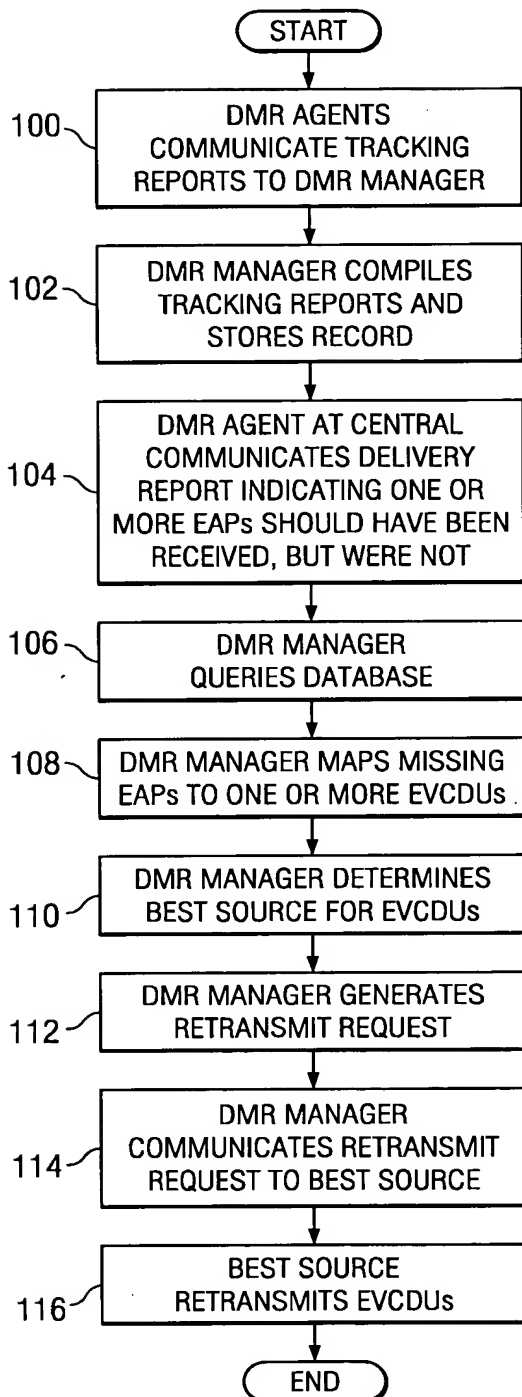 START
100
DMR AGENTS
COMMUNICATE TRACKING
REPORTS TO DMR MANAGER
102
DMR MANAGER COMPILES
TRACKING REPORTS AND
STORES RECORD
104
DMR AGENT AT CENTRAL
COMMUNICATES DELIVERY
REPORT INDICATING ONE OR
MORE EAPs SHOULD HAVE BEEN
RECEIVED, BUT WERE NOT
106
DMR MANAGER
QUERIES DATABASE
108
DMR MANAGER MAPS MISSING
EAPs TO ONE OR MORE EVCDUs
110
DMR MANAGER DETERMINES
BEST SOURCE FOR EVCDUs
112
DMR MANAGER GENERATES
RETRANSMIT REQUEST
114
DMR MANAGER
COMMUNICATES RETRANSMIT
REQUEST TO BEST SOURCE
116
BEST SOURCE
RETRANSMITS EVCDUs
END